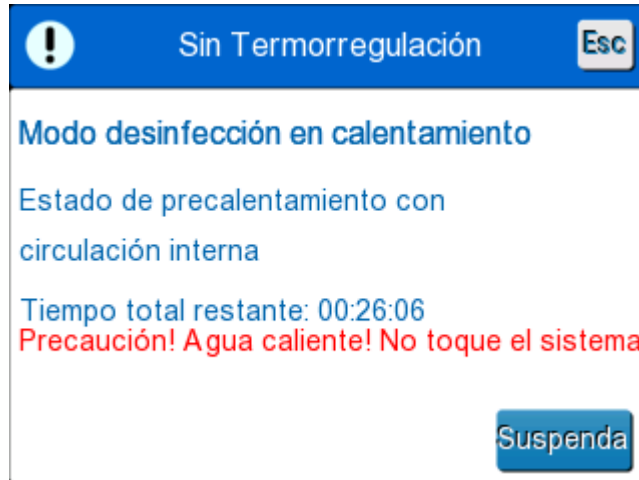 Sin Termorregulación
Esc
Modo desinfección en calentamiento
Estado de precalentamiento con
circulación interna
Tiempo total restante: 00:26:06
Precaución! Agua caliente! No toque el sistema
Suspenda